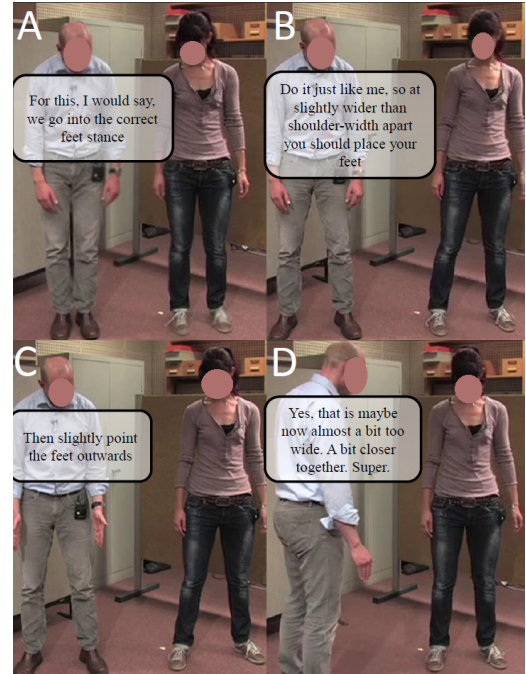 A
For this, I would say,
we go into the correct
feet stance
B
Do it just like me, so at
slightly wider than
shoulder-width apart
you should place your
feet
C
Then slightly point
the feet outwards
D
Yes, that is maybe
now almost a bit too
wide. A bit closer
together. Super.